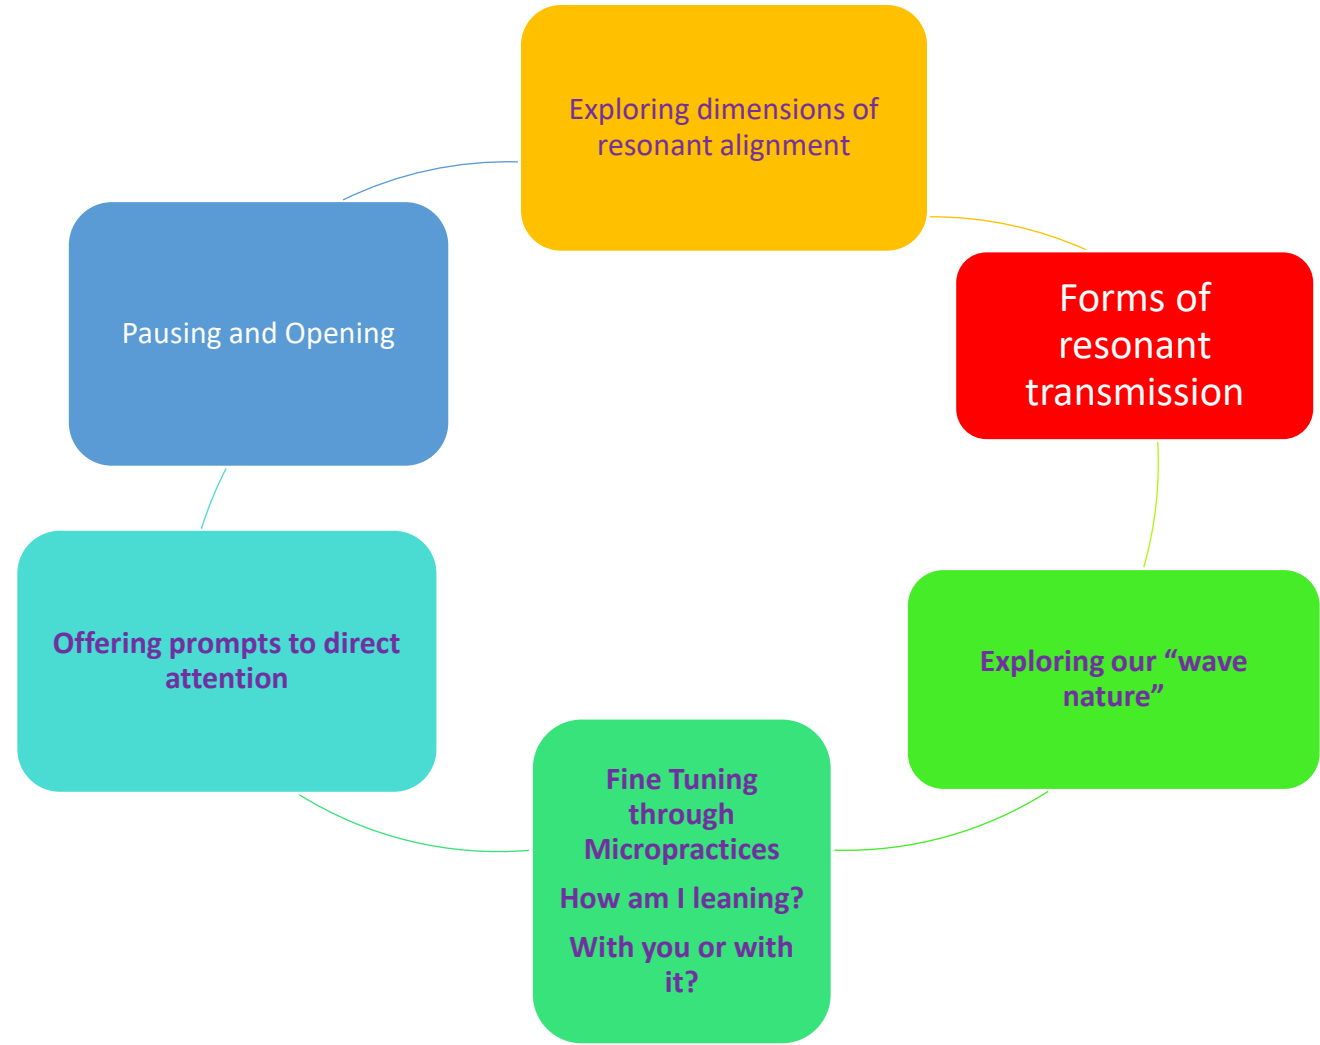 Exploring dimensions of
resonant alignment
Forms of
resonant
transmission
Exploring our “wave
nature”
Fine Tuning
through
Micropractices
How am I leaning?
With you or with
it?
Offering prompts to direct
attention
Pausing and Opening